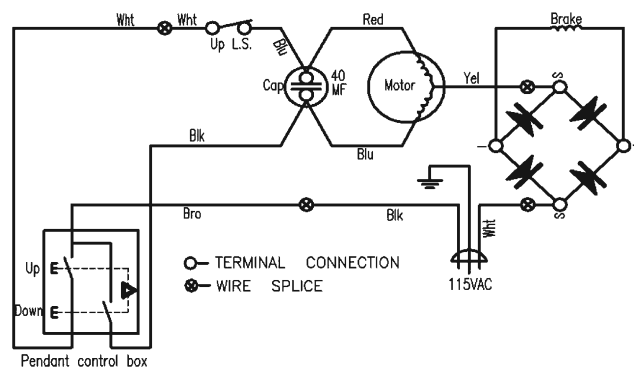 Wht
Wht
Up L.S.
Blu
Red
Brake
Cap
40
MF
Motor
Yel
S
Blk
Blu
Bro
Blk
Wht
S
115VAC
Up
Down
TERMINAL CONNECTION
WIRE SPLICE
Pendant control box